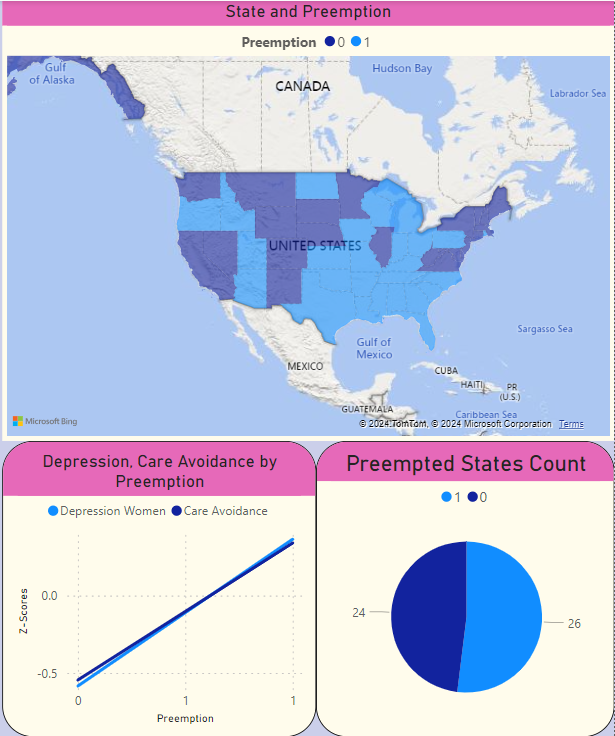 State and Preemption
Preemption 0 1
Gulf
of Alaska
Hudson Bay
CANADA
Labrador Sea
UNITED STATES
Sargasso Sea
Gulf of
Mexico
MEXICO
CUBA
HAITI
PR
(U.S.)
GUATEMALA
Caribbean Sea
Microsoft Bing
© 2024 TomTom, © 2024 Microsoft Corporation Terms
Depression, Care Avoidance by
Preemption
Depression Women Care Avoidance
Z-Scores
0.0
-0.5
0 1 1
Preemption
Preempted States Count
1 0
24
26